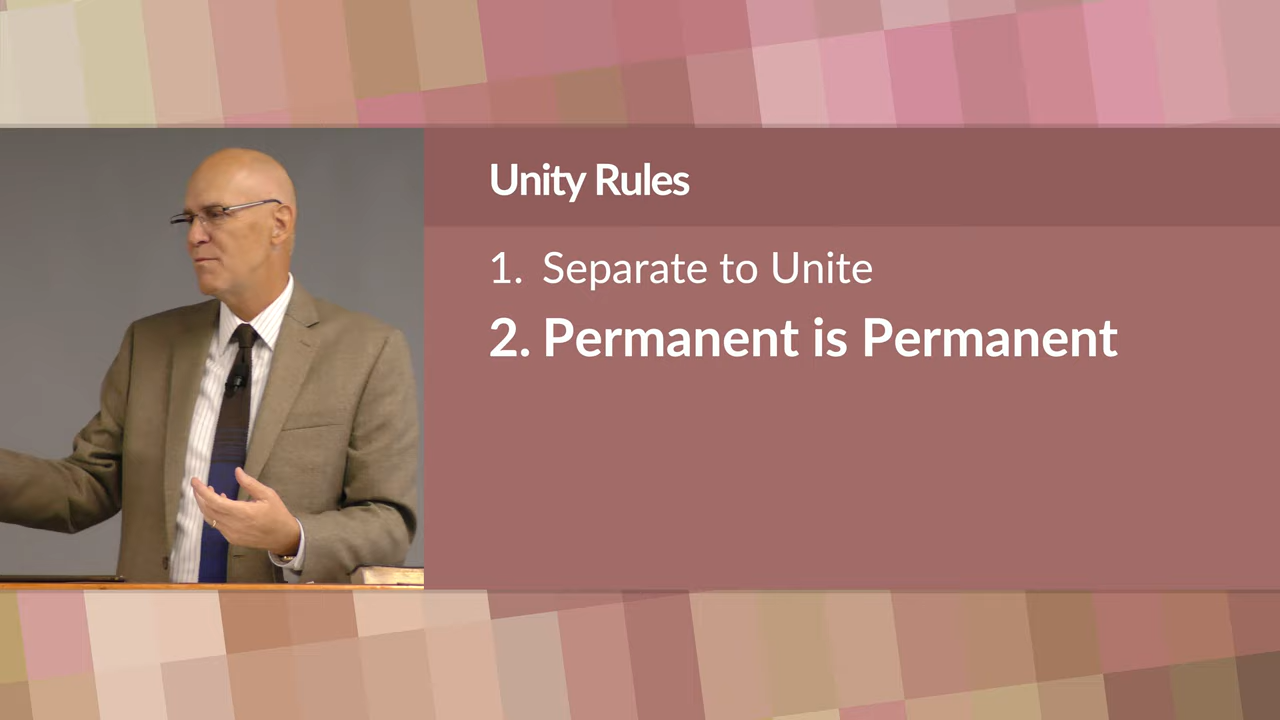 Unity Rules
1. Separate to Unite
2. Permanent is Permanent